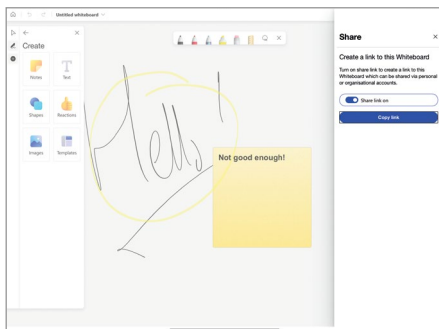 Untitled whiteboard
Share
Create
Create a link to this Whiteboard
Turn on share link to create a link to this
Whiteboard which can be shared via personal
or organisational accounts.
Notes
Text
Share link on
Copy link
Shapes
Reactions
Images
Templates
Hello!
Not good enough!